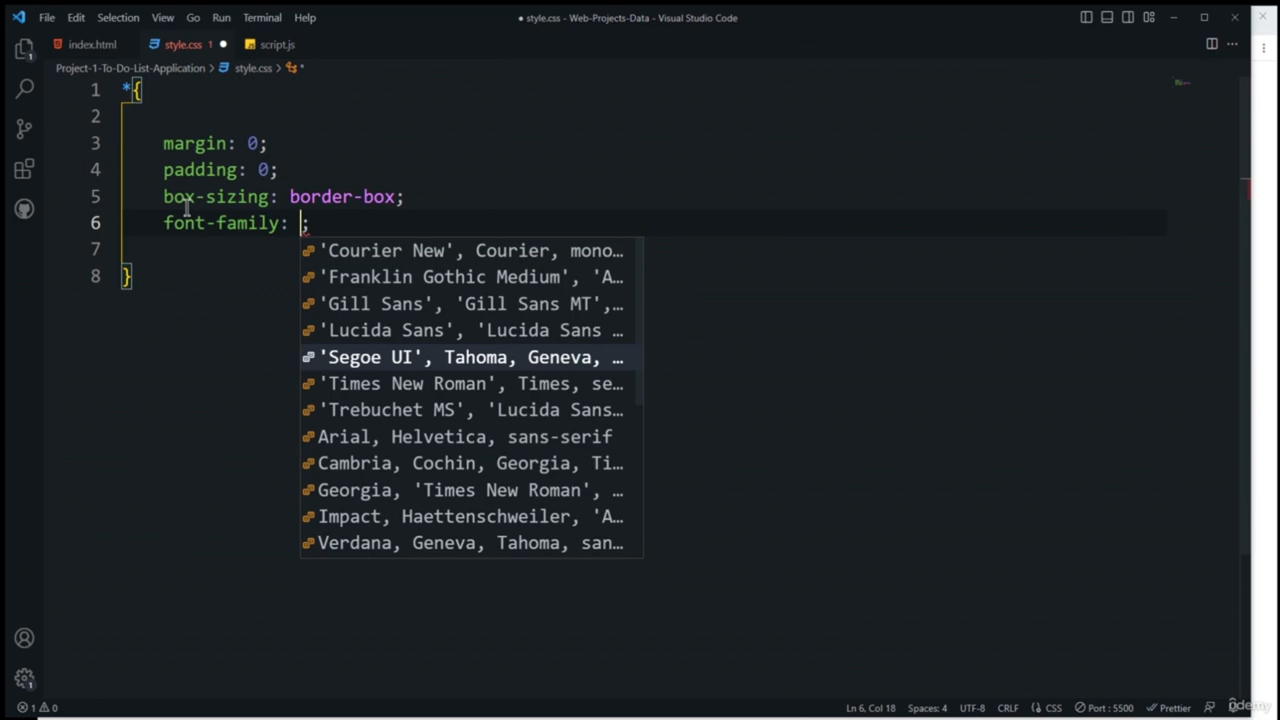 File Edit Selection View Go Run Terminal Help
● style.css - Web-Projects-Data - Visual Studio Code
index.html style.css 1 script.js
Project-1-To-Do-List-Application > style.css > *
1 *{
2
3 margin: 0;
4 padding: 0;
5 box-sizing: border-box;
6 font-family: ;
7
8 }
'Courier New', Courier, mono…
'Franklin Gothic Medium', 'A…
'Gill Sans', 'Gill Sans MT',…
'Lucida Sans', 'Lucida Sans …
'Segoe UI', Tahoma, Geneva, …
'Times New Roman', Times, se…
'Trebuchet MS', 'Lucida Sans…
Arial, Helvetica, sans-serif
Cambria, Cochin, Georgia, Ti…
Georgia, 'Times New Roman', …
Impact, Haettenschweiler, 'A…
Verdana, Geneva, Tahoma, san…
1
1
1 0 Ln 6, Col 18 Spaces: 4 UTF-8 CRLF CSS Port : 5500 Prettier
udemy